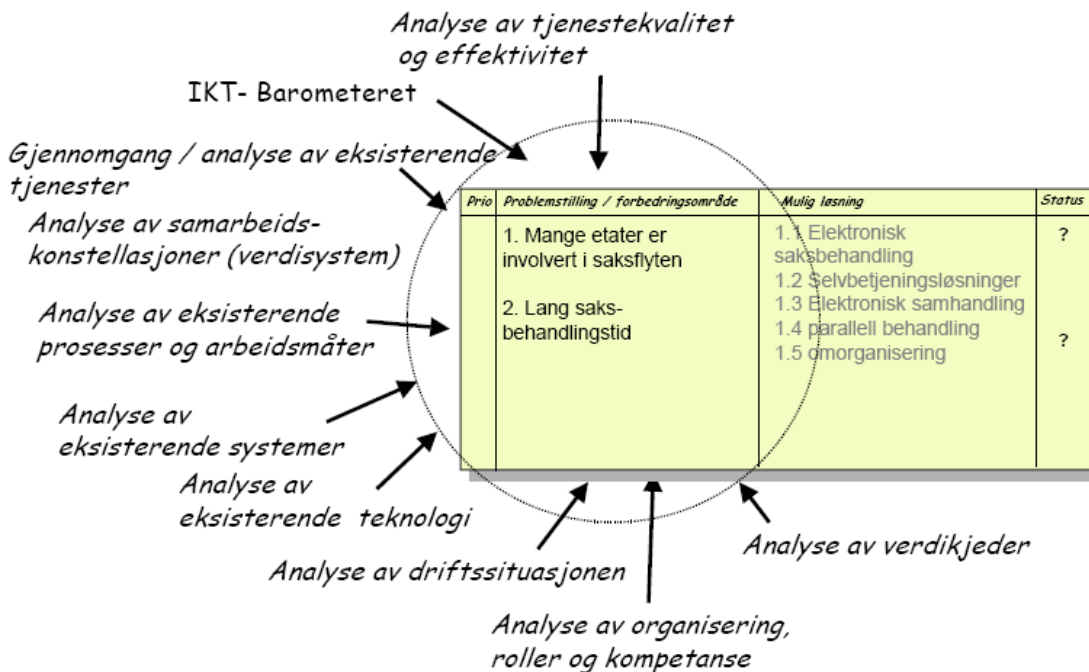 Analyse av tjenestekvalitet
og effektivitet
IKT- Barometeret
Gjennomgang / analyse av eksisterende
tjenester
Analyse av samarbeids-
konstellasjoner (verdisystem)
Analyse av eksisterende
prosesser og arbeidsmåter
Analyse av
eksisterende systemer
Analyse av
eksisterende teknologi
Analyse av driftssituasjonen
Analyse av organisering,
roller og kompetanse
Analyse av verdikjeder
Prio Problemstilling / forbedringsområde Mulig løsning Status
1. Mange etater er
involvert i saksflyten
2. Lang saks-
behandlingstid
1.1 Elektronisk
saksbehandling
1.2 Selvbetjeningsløsninger
1.3 Elektronisk samhandling
1.4 parallell behandling
1.5 omorganisering
?
?